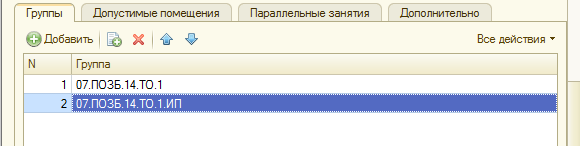 Группы Допустимые помещения Параллельные занятия Дополнительно
Добавить Все действия
N Группа
1 07.ПОЗБ.14.ТО.1
2 07.ПОЗБ.14.ТО.1.ИП